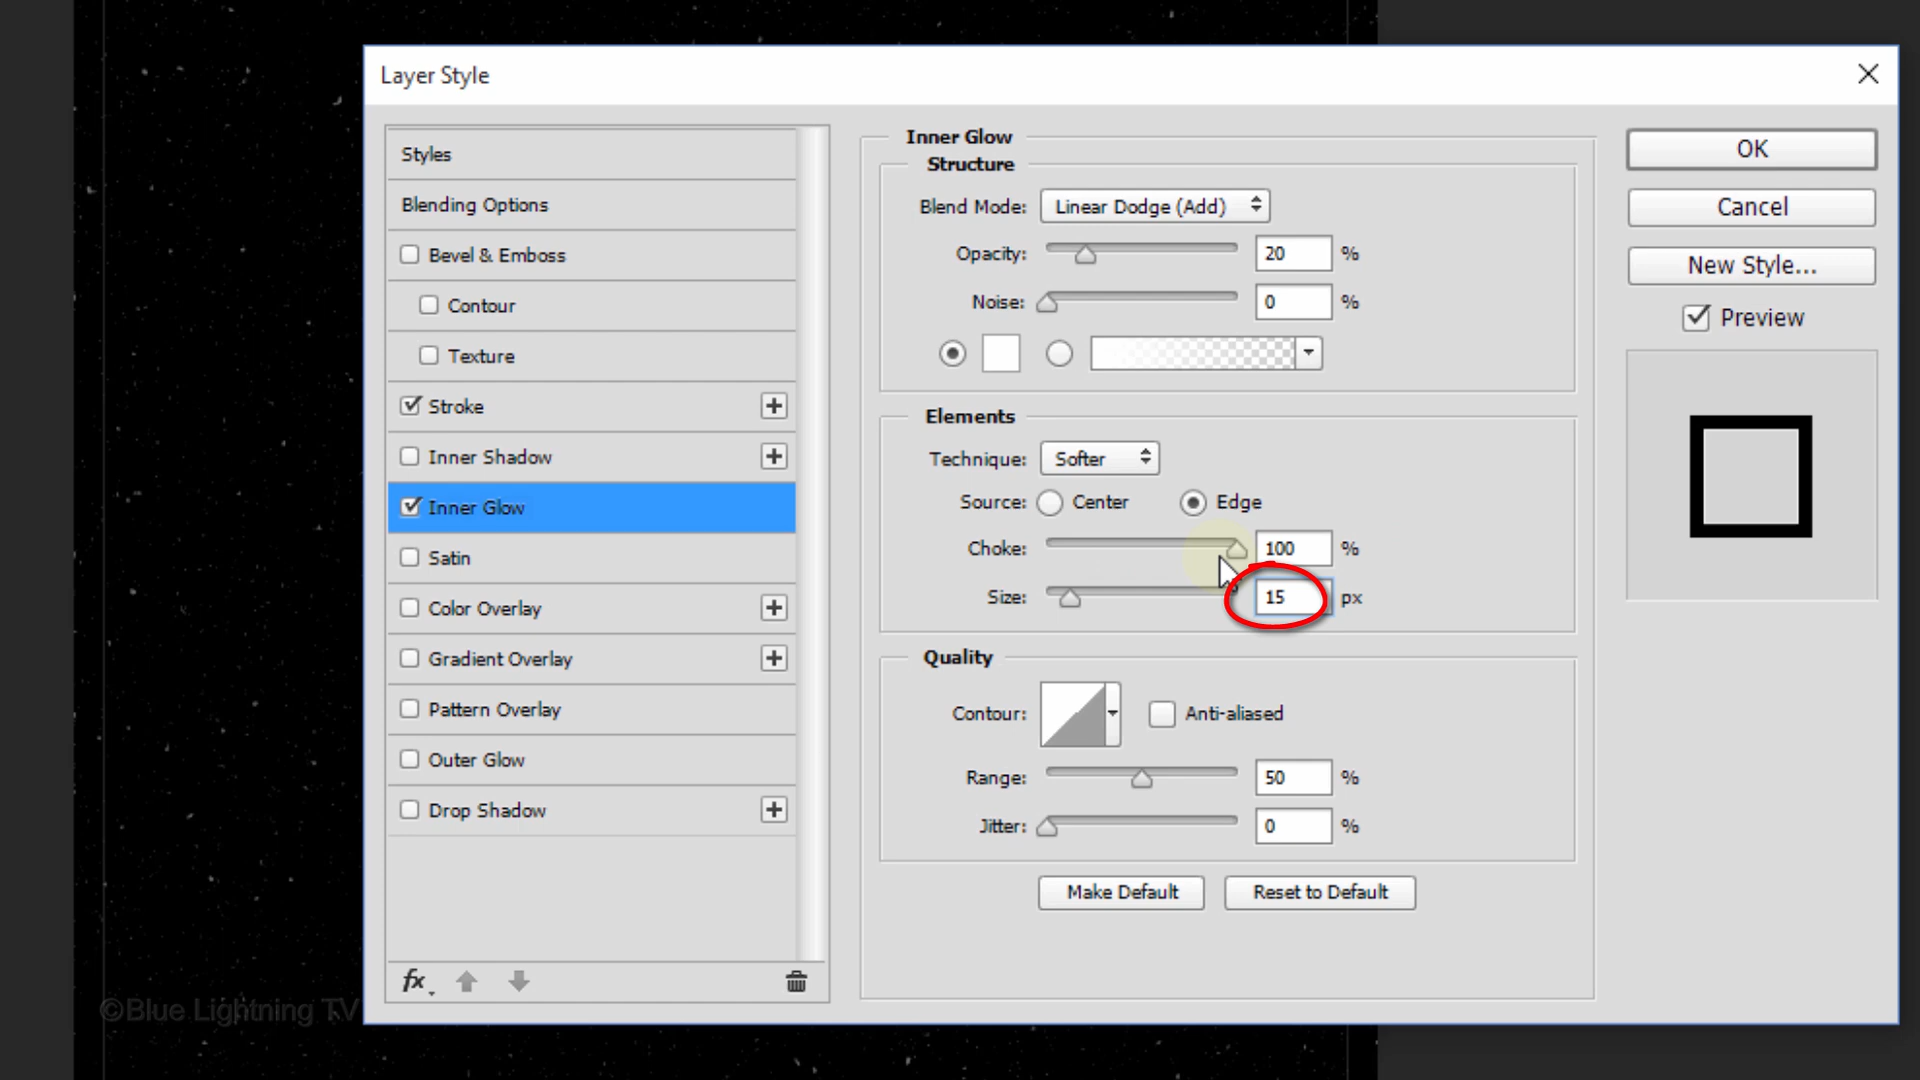 Layer Style
Styles
Blending Options
Bevel & Emboss
Contour
Texture
Stroke
Inner Shadow
Inner Glow
Satin
Color Overlay
Gradient Overlay
Pattern Overlay
Outer Glow
Drop Shadow
fx
Inner Glow
Structure
Blend Mode: Linear Dodge (Add)
Opacity: 20 %
Noise: 0 %
Elements
Technique: Softer
Source: Center Edge
Choke: 100 %
Size: 15 px
Quality
Contour: Anti-aliased
Range: 50 %
Jitter: 0 %
Make Default Reset to Default
OK
Cancel
New Style...
Preview
©Blue Lightning TV